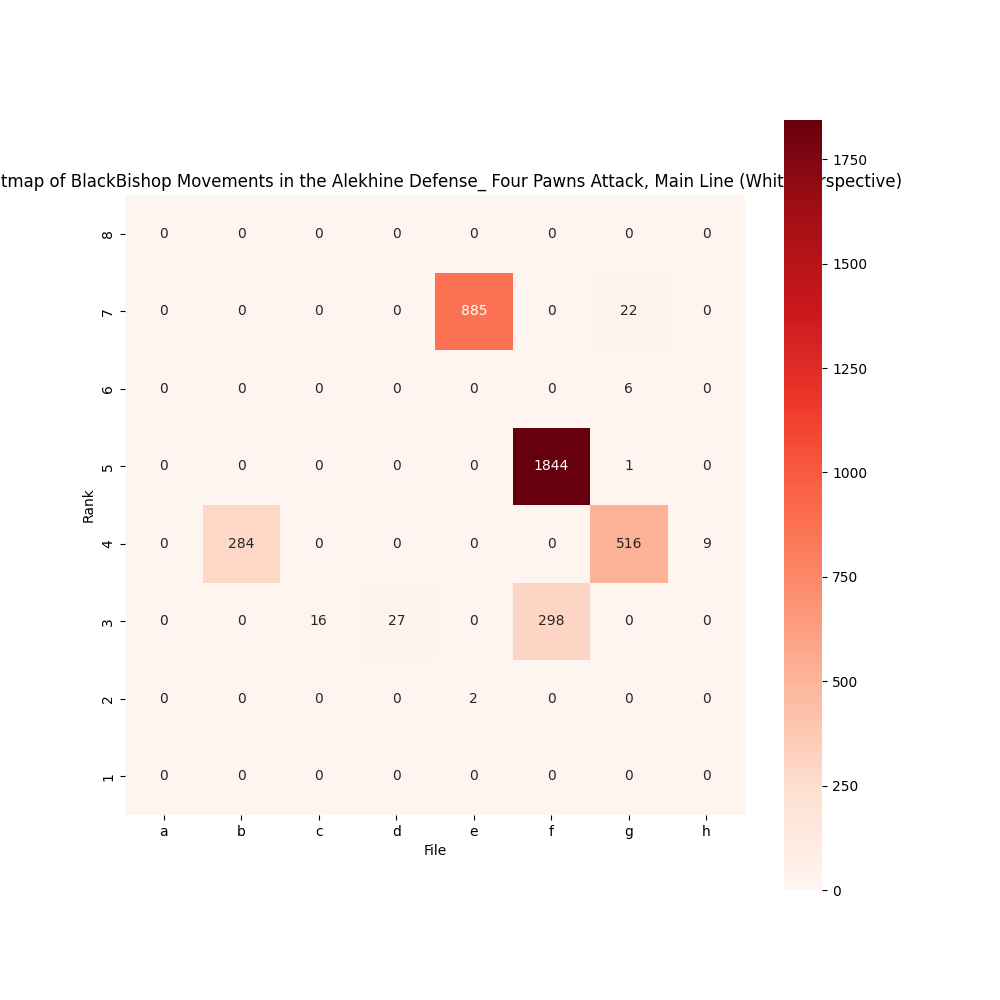 tmap of BlackBishop Movements in the Alekhine Defense_ Four Pawns Attack, Main Line (Whit rspective)
8 0 0 0 0 0 0 0 0
7 0 0 0 0 885 0 22 0
6 0 0 0 0 0 0 6 0
5 0 0 0 0 0 1844 1 0
4 0 284 0 0 0 0 516 9
3 0 0 16 27 0 298 0 0
2 0 0 0 0 2 0 0 0
1 0 0 0 0 0 0 0 0
a b c d e f g h
File
Rank
1750
1500
1250
1000
750
500
250
0